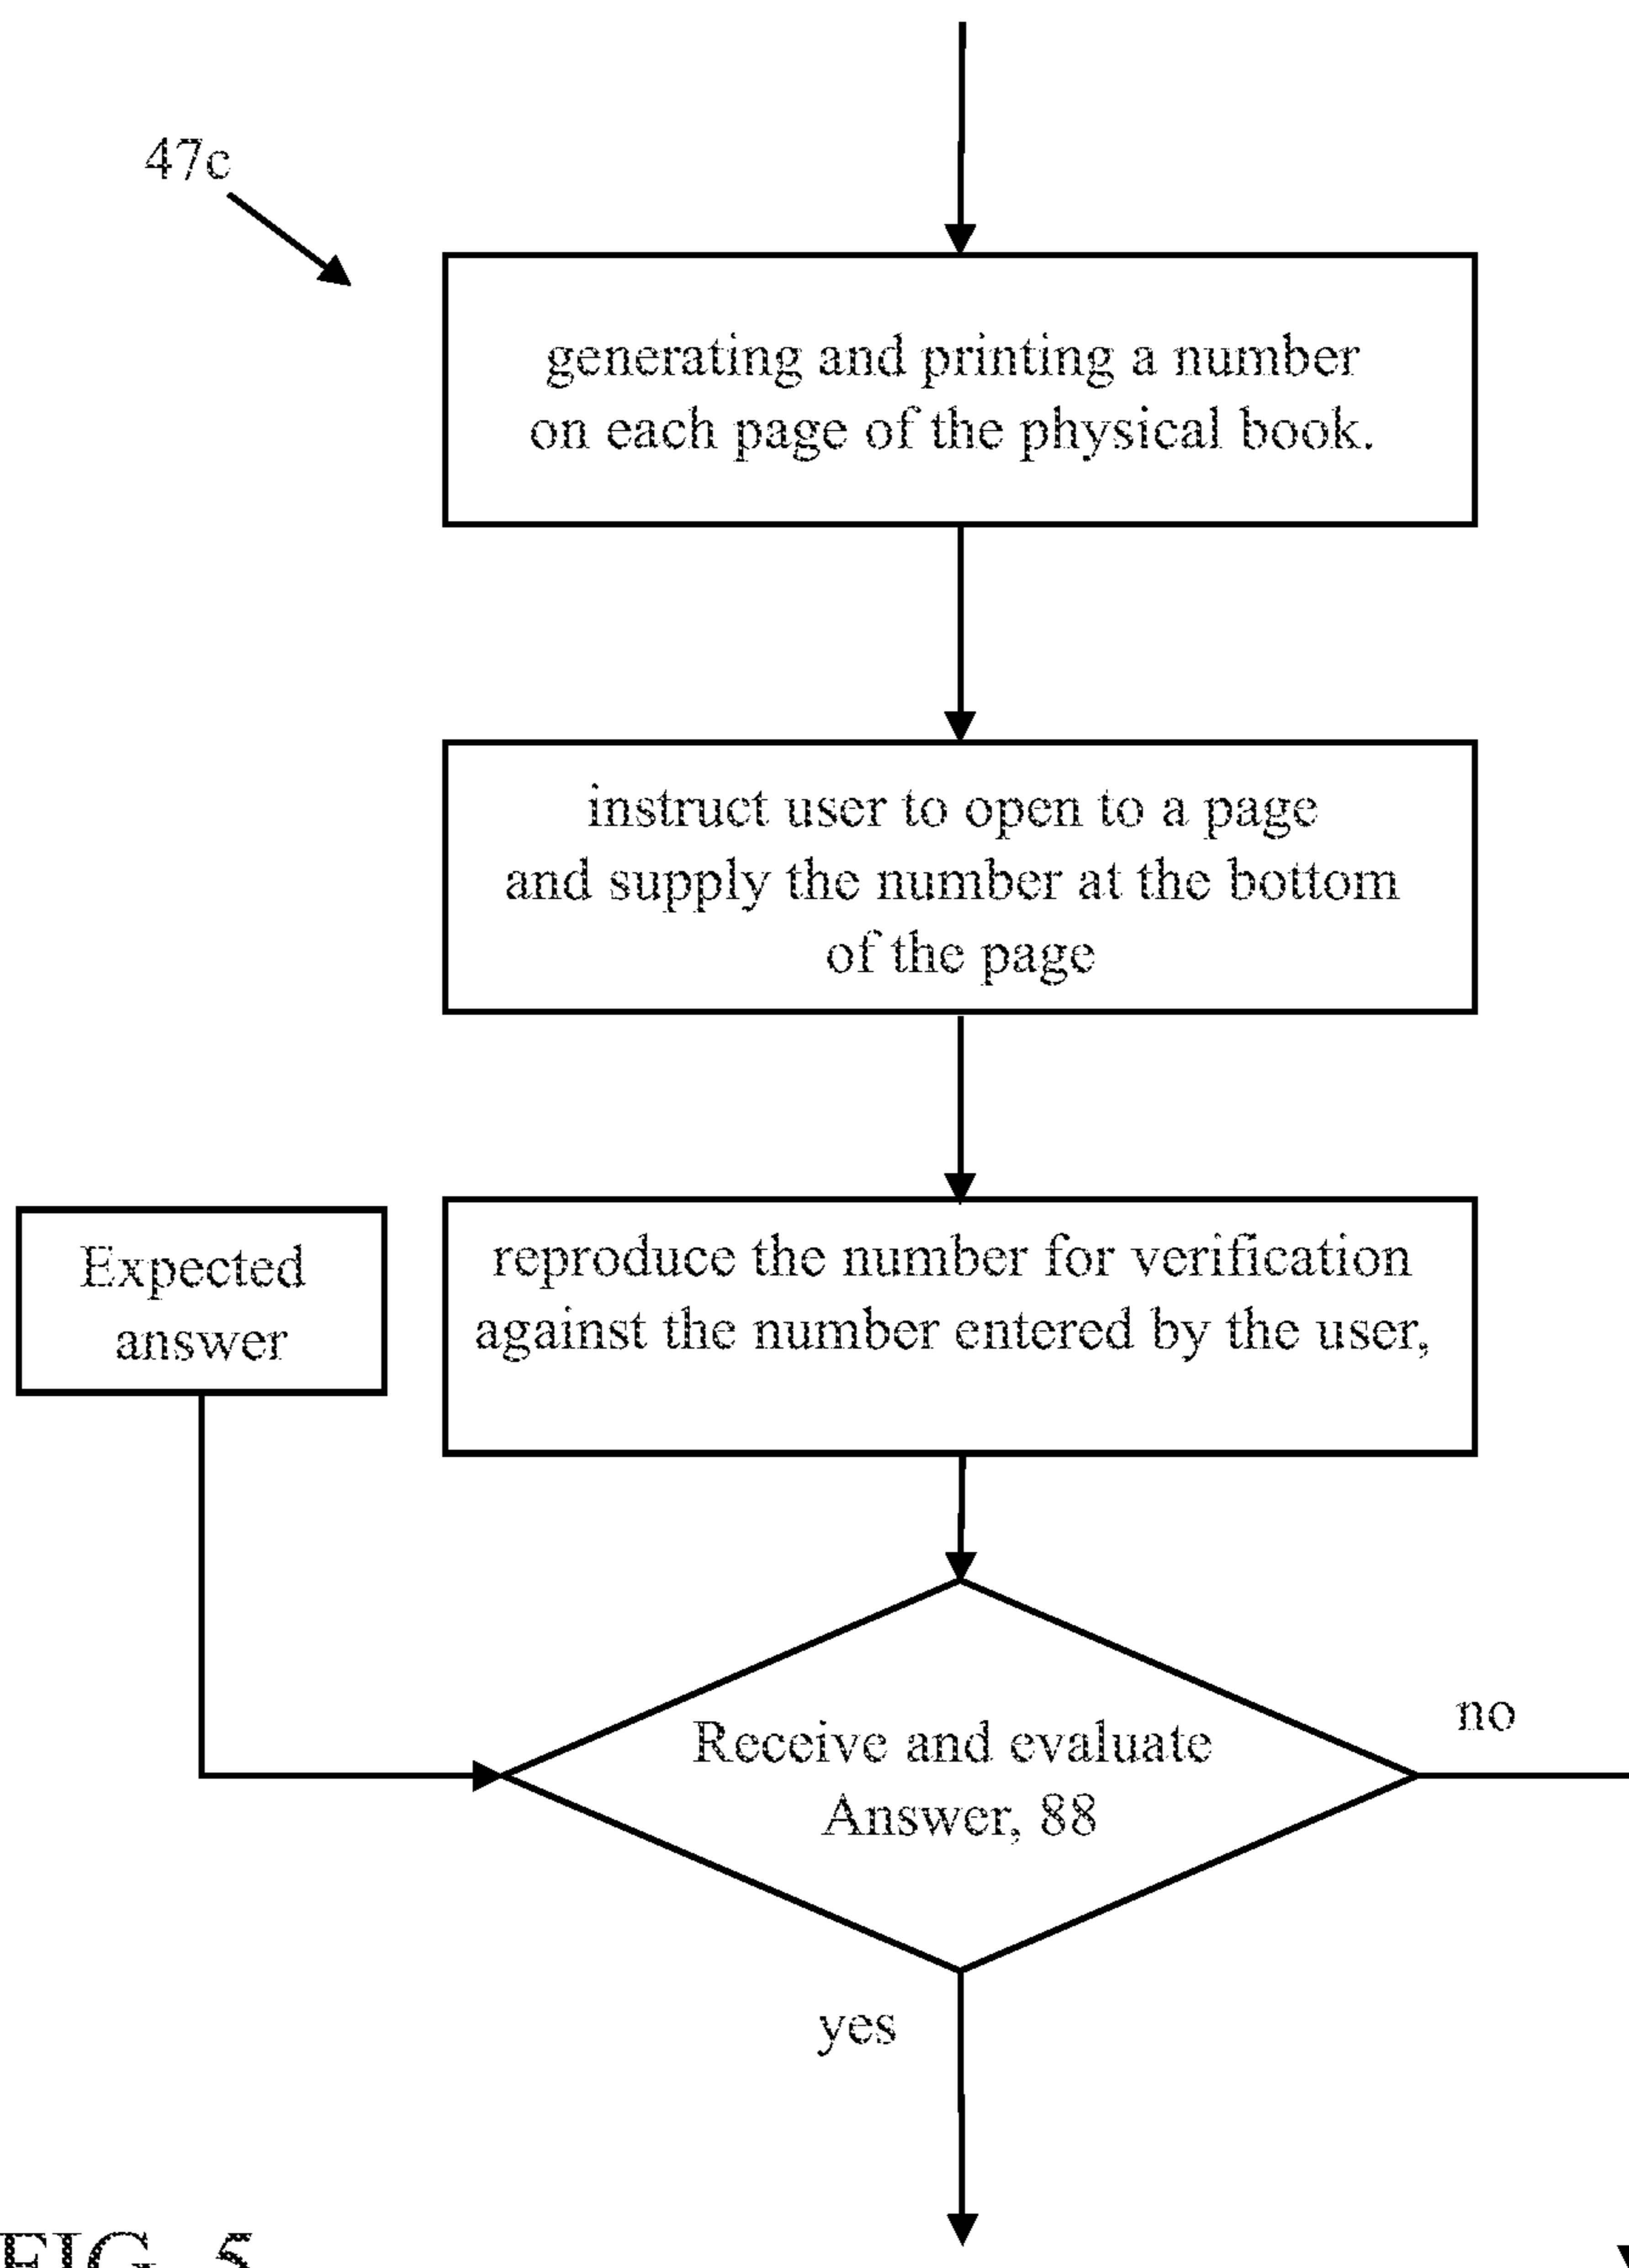 47c
generating and printing a number
on each page of the physical book.
instruct user to open to a page
and supply the number at the bottom
of the page
Expected
answer
reproduce the number for verification
against the number entered by the user,
Receive and evaluate
Answer, 88
no
yes
FIG. 5